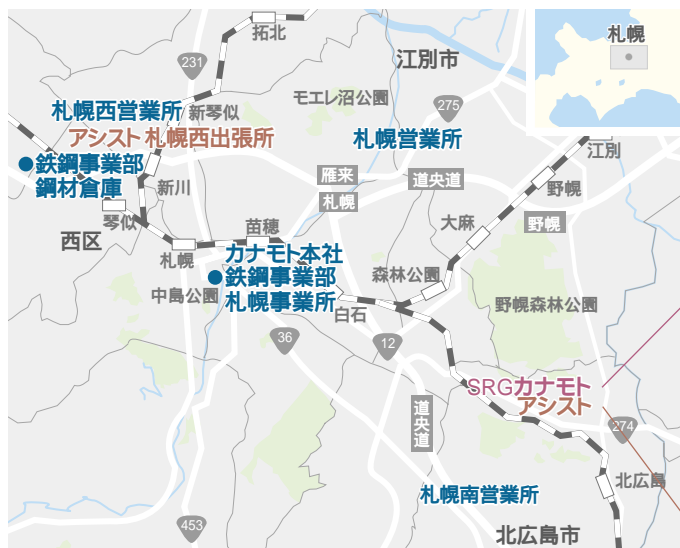 拓北
札幌
江別市
231
モエレ沼公園
275
札幌西営業所
新琴似
アシスト 札幌西出張所
札幌営業所
江別
鉄鋼事業部
鋼材倉庫
新川
雁来
道央道
野幌
札幌
琴似
苗穂
大麻
野幌
西区
札幌
カナモト本社
鉄鋼事業部
札幌事業所
森林公園
中島公園
白石
野幌森林公園
36
12
SRGカナモト
アシスト
道央道
274
北広島
札幌南営業所
453
北広島市